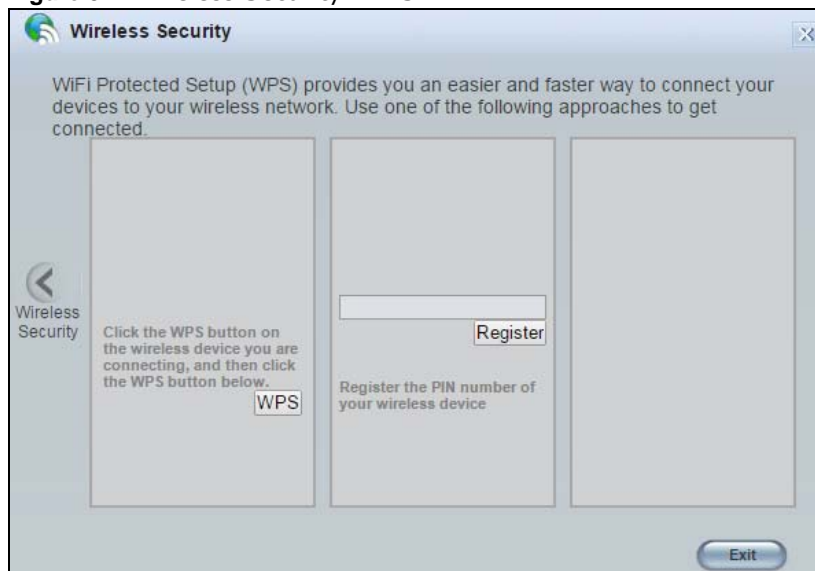 Wireless Security
WiFi Protected Setup (WPS) provides you an easier and faster way to connect your
devices to your wireless network. Use one of the following approaches to get
connected.
Wireless
Security
Click the WPS button on
the wireless device you are
connecting, and then click
the WPS button below.
WPS
Register
Register the PIN number of
your wireless device
Exit